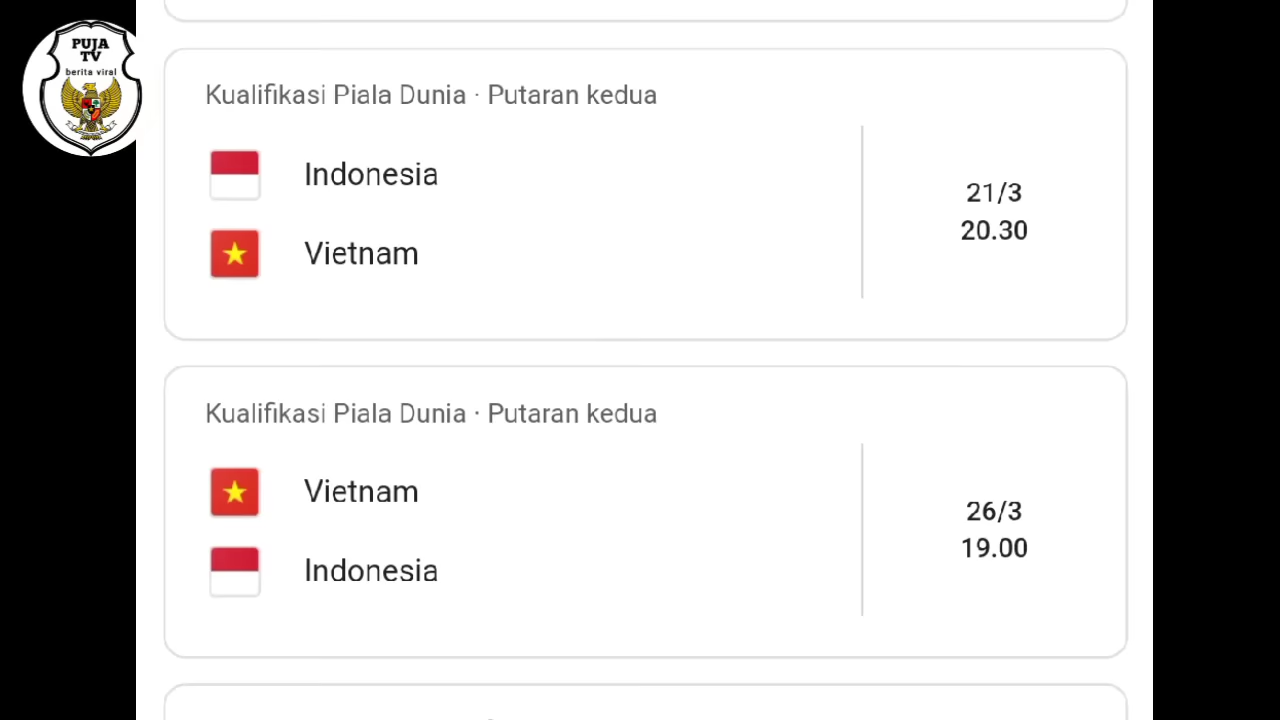 PUJA
TV
berita viral
Kualifikasi Piala Dunia · Putaran kedua
Indonesia
Vietnam
21/3
20.30
Kualifikasi Piala Dunia · Putaran kedua
Vietnam
Indonesia
26/3
19.00